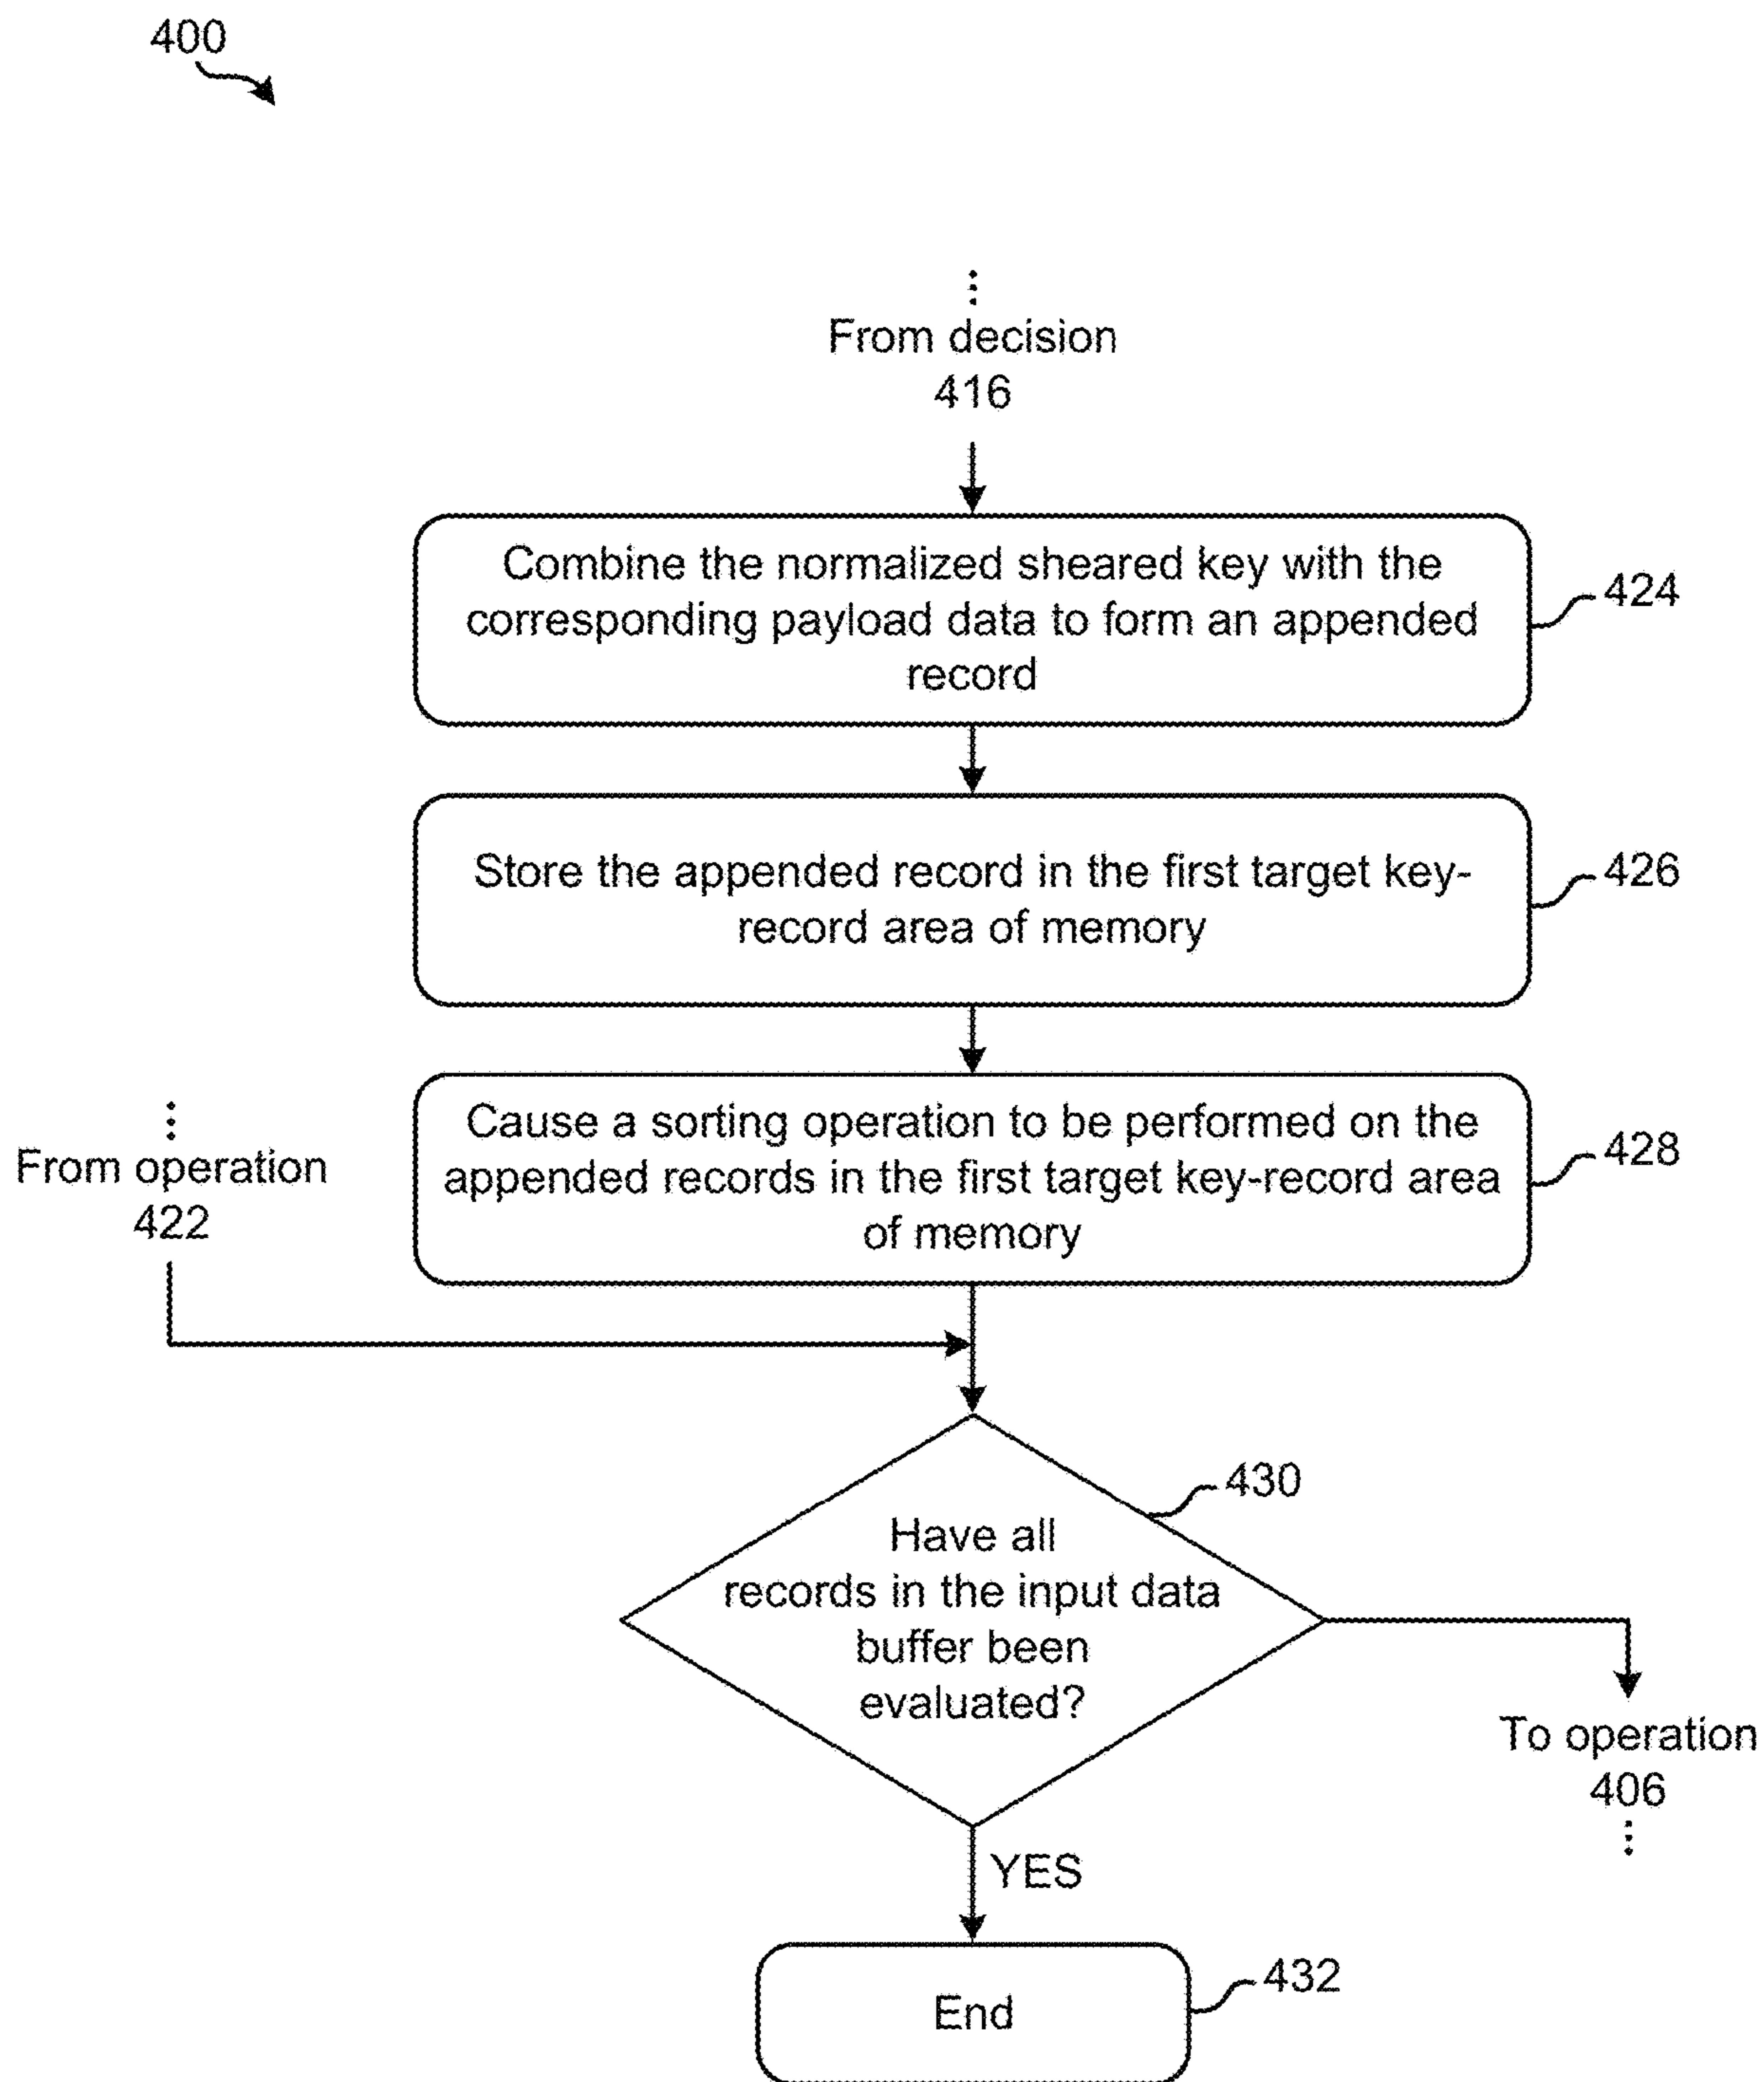 400
From decision
416
Combine the normalized sheared key with the
corresponding payload data to form an appended
record
424
Store the appended record in the first target key-
record area of memory
426
Cause a sorting operation to be performed on the
appended records in the first target key-record area
of memory
428
From operation
422
430
Have all
records in the input data
buffer been
evaluated?
To operation
406
YES
End
432